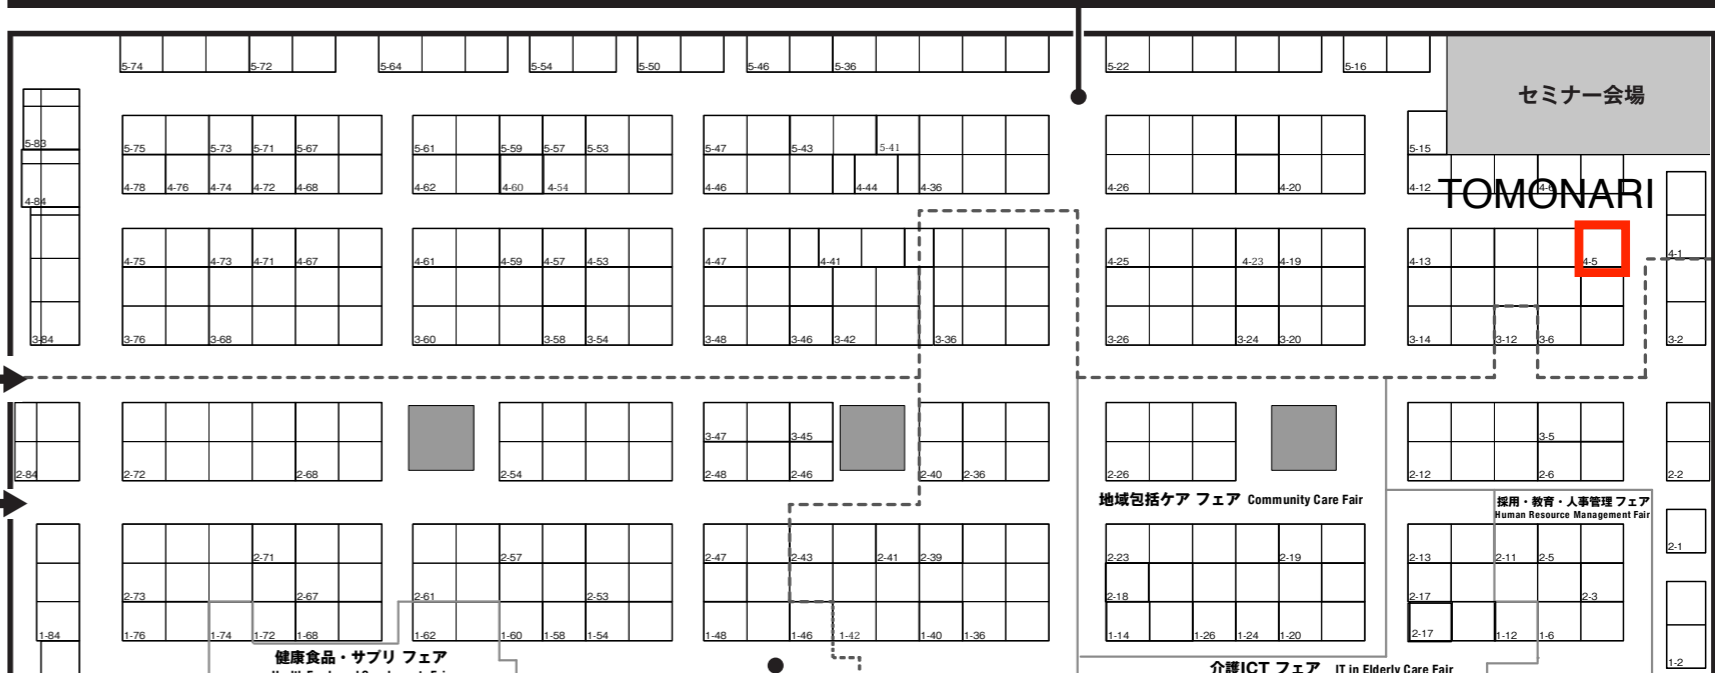 5-74 5-72 5-64 5-54 5-50 5-46 5-36 5-22 5-16
セミナー会場
5-83 5-75 5-73 5-71 5-67 5-61 5-59 5-57 5-53 5-47 5-43 5-41 5-15
4-84 4-78 4-76 4-74 4-72 4-68 4-62 4-60 4-54 4-46 4-44 4-36 4-26 4-20 4-12
TOMONARI
4-75 4-73 4-71 4-67 4-61 4-59 4-57 4-53 4-47 4-41 4-25 4-23 4-19 4-13 4-5 4-1
3-84 3-76 3-68 3-60 3-58 3-54 3-48 3-46 3-42 3-36 3-26 3-24 3-20 3-14 3-12 3-6 3-2
3-47 3-45 3-5
2-84 2-72 2-68 2-54 2-48 2-46 2-40 2-36 2-26 2-12 2-6 2-2
地域包括ケア フェア Community Care Fair
採用・教育・人事管理 フェア
Human Resource Management Fair
2-71 2-57 2-47 2-43 2-41 2-39 2-23 2-19 2-13 2-11 2-5 2-1
2-73 2-67 2-61 2-53 2-18 2-17 2-3
1-84 1-76 1-74 1-72 1-68 1-62 1-60 1-58 1-54 1-48 1-46 1-42 1-40 1-36 1-14 1-26 1-24 1-20 2-17 1-12 1-6
健康食品・サプリ フェア
介護ICT フェア IT in Elderly Care Fair
1-2